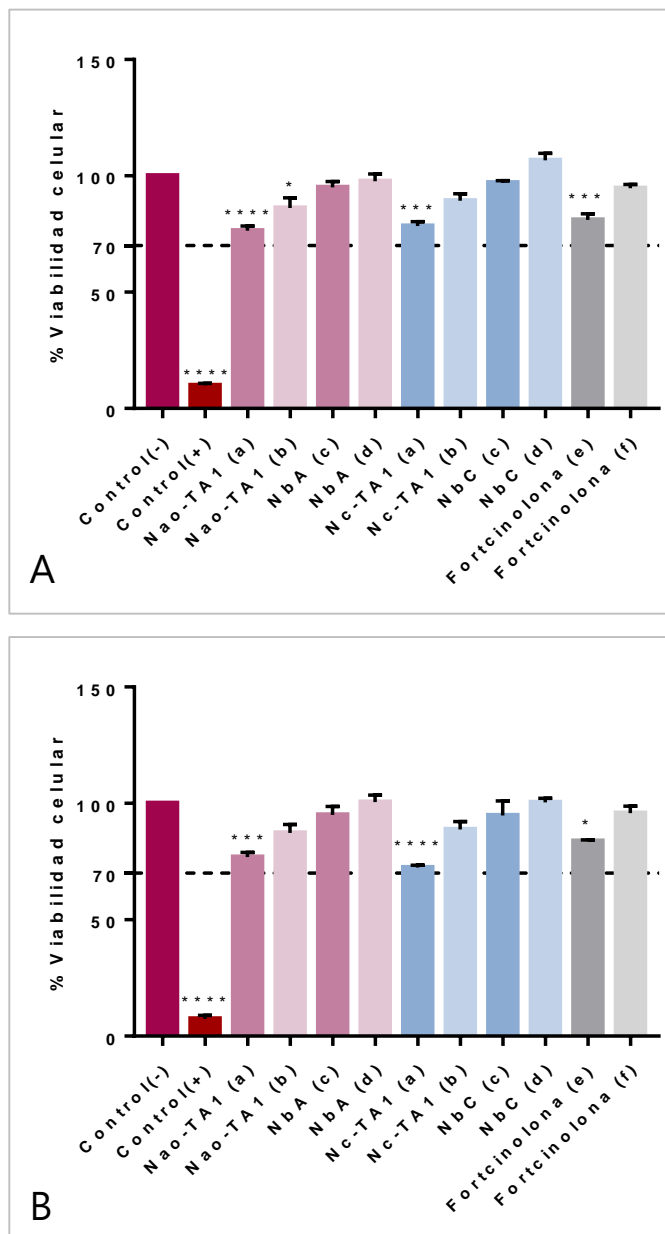 150
100
70
50
0
% Viabilidad celular
* * * *
* * * *
*
* * *
* * *
Control(-)
Control(+)
Nao-TA1 (a)
Nao-TA1 (b)
NbA (c)
NbA (d)
Nc-TA1 (a)
Nc-TA1 (b)
NbC (c)
NbC (d)
Fortcinolona (e)
Fortcinolona (f)
A
150
100
70
50
0
% Viabilidad celular
* * * *
* * *
* * * *
*
Control(-)
Control(+)
Nao-TA1 (a)
Nao-TA1 (b)
NbA (c)
NbA (d)
Nc-TA1 (a)
Nc-TA1 (b)
NbC (c)
NbC (d)
Fortcinolona (e)
Fortcinolona (f)
B